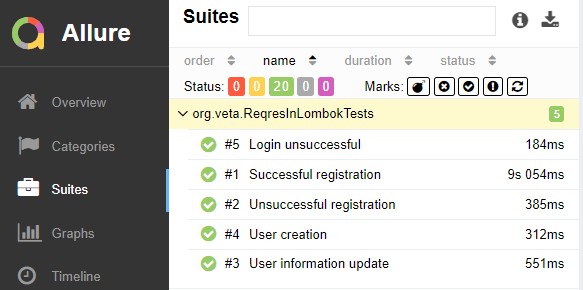 Allure
Overview
Categories
Suites
Graphs
Timeline
Suites
order name duration status
Status: 0 0 20 0 0 Marks:
org.veta.ReqresInLombokTests 5
#5 Login unsuccessful 184ms
#1 Successful registration 9s 054ms
#2 Unsuccessful registration 385ms
#4 User creation 312ms
#3 User information update 551ms